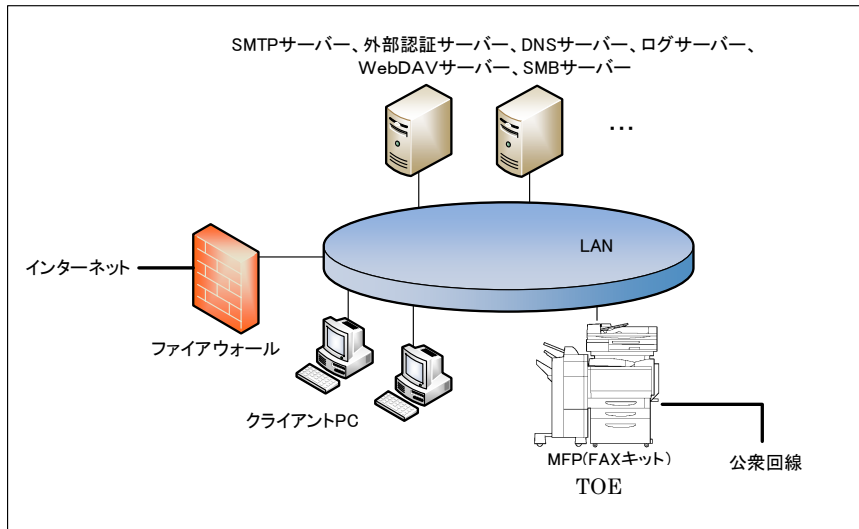 SMTPサーバー、外部認証サーバー、DNSサーバー、ログサーバー、
WebDAVサーバー、SMBサーバー
...
LAN
インターネット
ファイアウォール
クライアントPC
MFP(FAXキット)
TOE
公衆回線